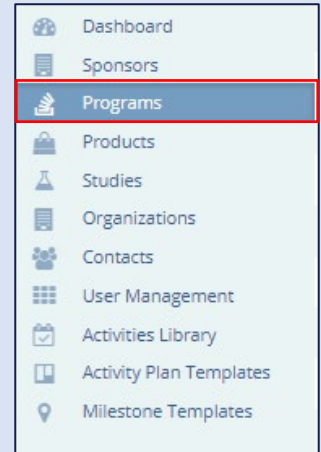 Dashboard
Sponsors
Programs
Products
Studies
Organizations
Contacts
User Management
Activities Library
Activity Plan Templates
Milestone Templates